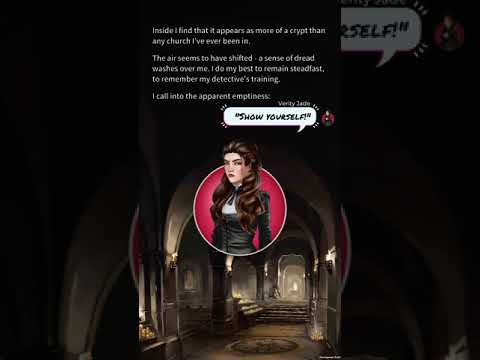 Inside I find that it appears as more of a crypt than
any church I've ever been in.
The air seems to have shifted - a sense of dread
washes over me. I do my best to remain steadfast,
to remember my detective's training.
I call into the apparent emptiness:
Verity Jade
"Show yourself!"
RSELF!"